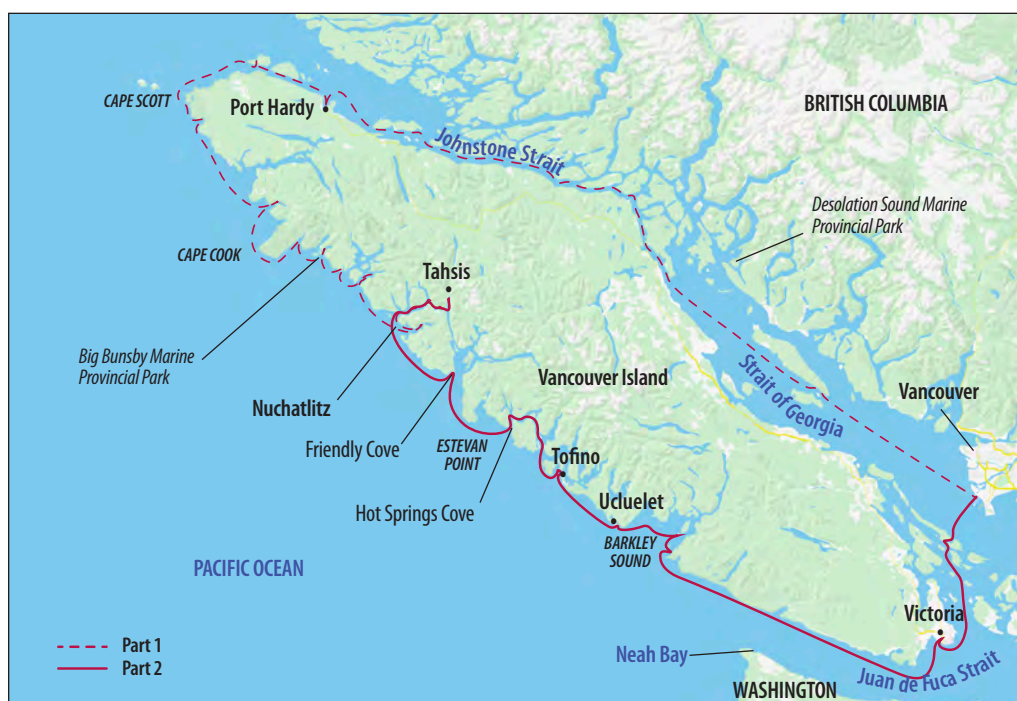 CAPE SCOTT
Port Hardy
BRITISH COLUMBIA
Johnstone Strait
Desolation Sound Marine
Provincial Park
CAPE COOK
Tahsis
Big Bunsby Marine
Provincial Park
Nuchatlitz
Vancouver Island
Strait of Georgia
Vancouver
Friendly Cove
ESTEVAN
POINT
Tofino
Hot Springs Cove
Ucluelet
BARKLEY
SOUND
PACIFIC OCEAN
Victoria
Part 1
Part 2
Neah Bay
Juan de Fuca Strait
WASHINGTON